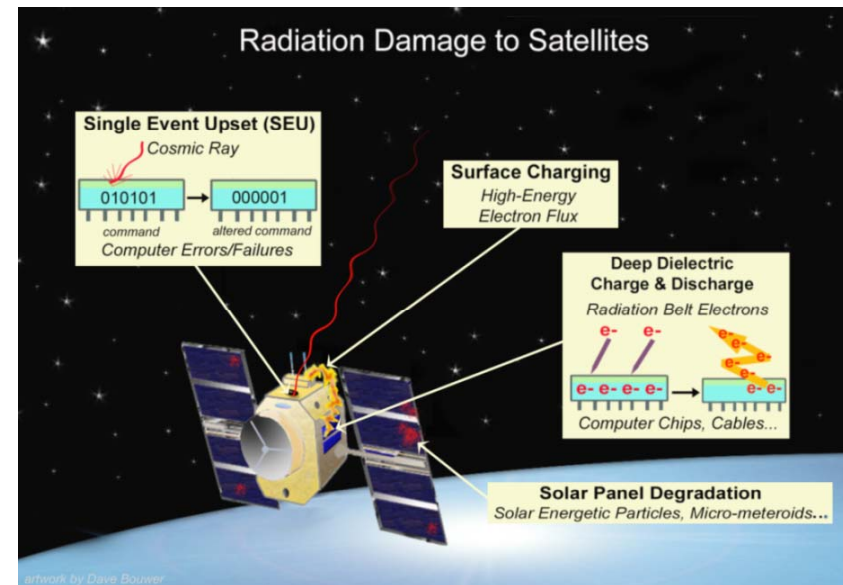 Radiation Damage to Satellites
Single Event Upset (SEU)
Cosmic Ray
010101
000001
command
altered command
Computer Errors/Failures
Surface Charging
High-Energy
Electron Flux
Deep Dielectric
Charge & Discharge
Radiation Belt Electrons
e- e-
e-
e-
e-
e- e- e- e-
e- e-
Computer Chips, Cables...
Solar Panel Degradation
Solar Energetic Particles, Micro-meteroids...
artwork by Dave Bouwer